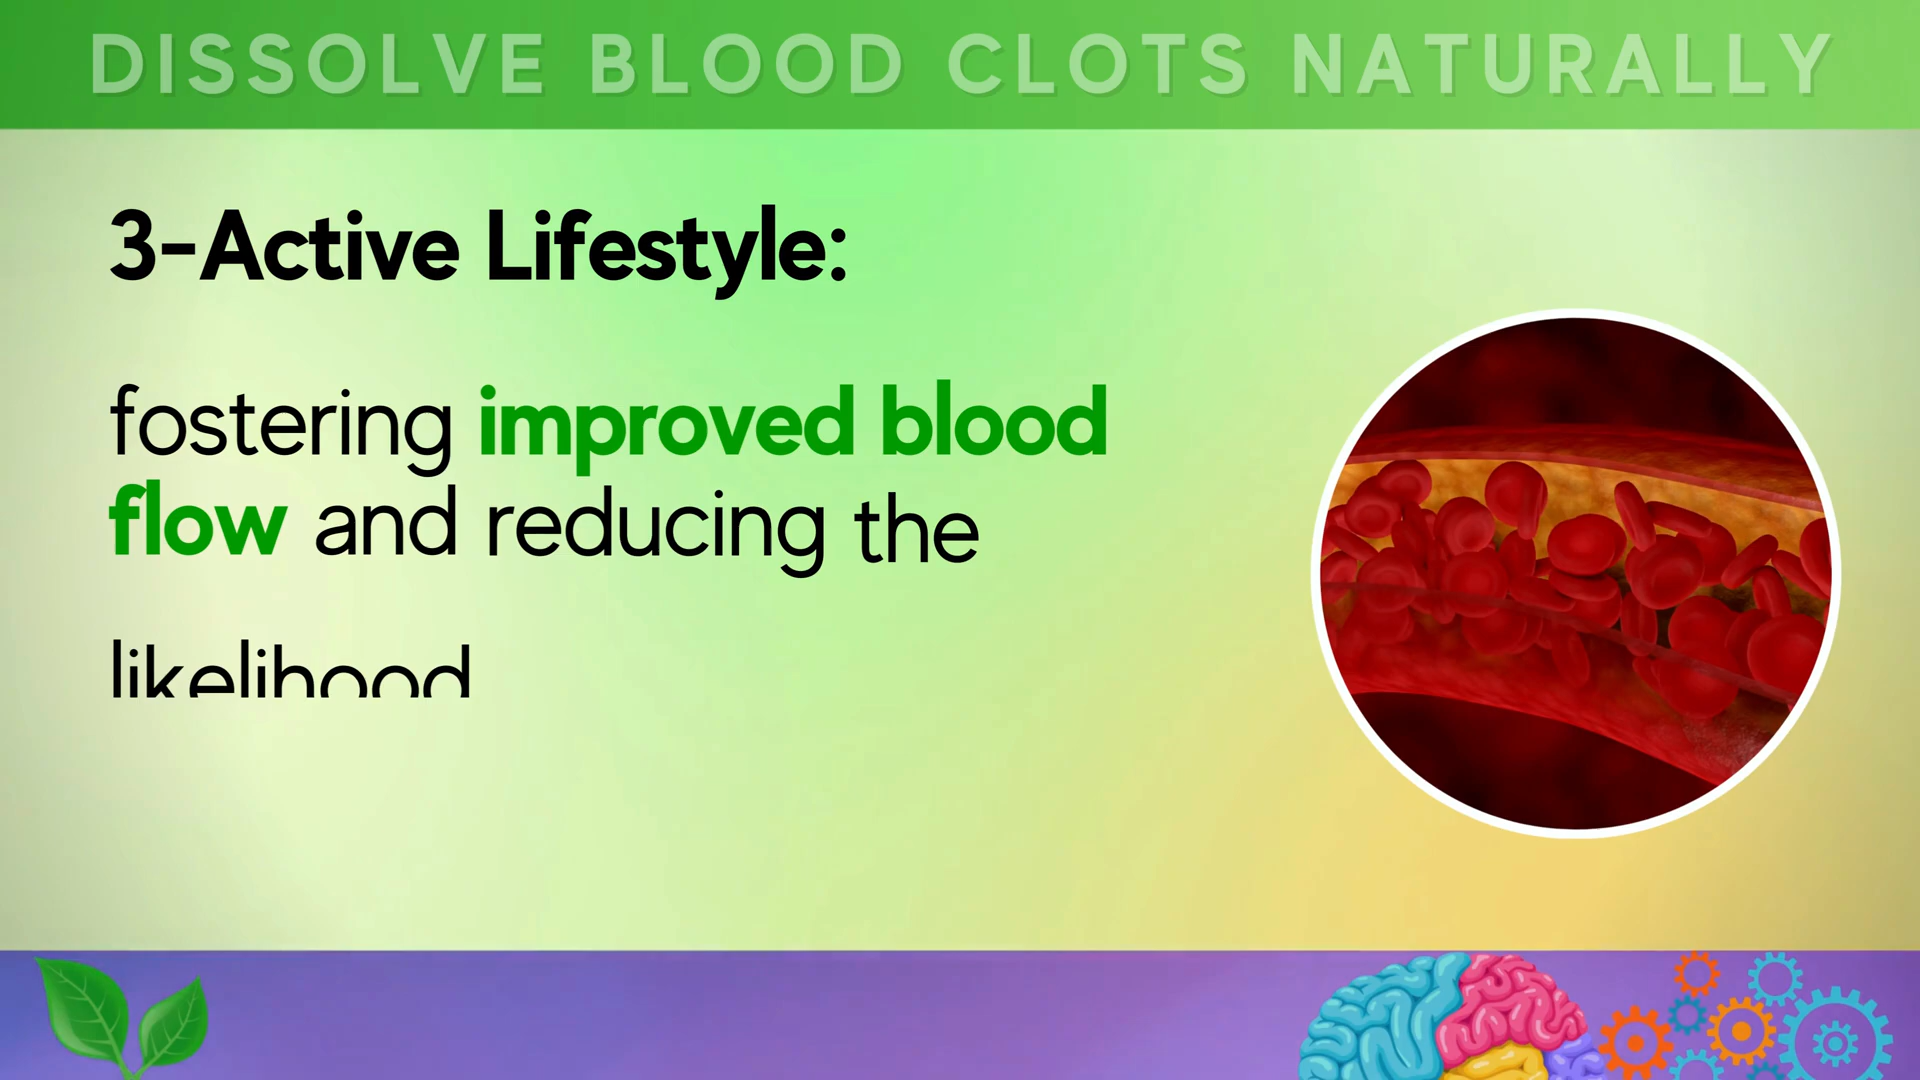 DISSOLVE BLOOD CLOTS NATURALLY
3-Active Lifestyle:
fostering improved blood
flow and reducing the
likelihood